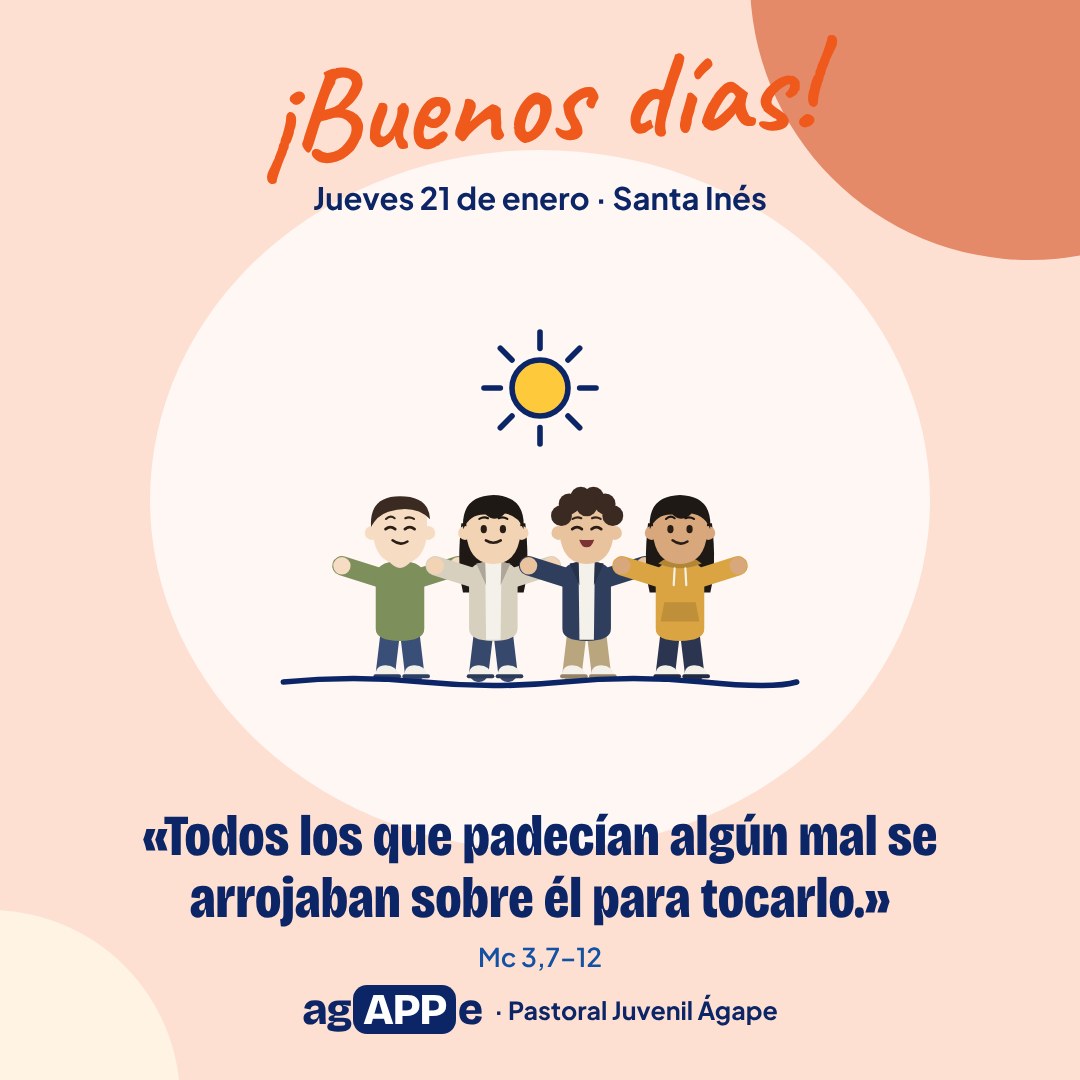 ¡Buenos días!
Jueves 21 de enero · Santa Inés
«Todos los que padecían algún mal se
arrojaban sobre él para tocarlo.»
Mc 3,7–12
agAPPe · Pastoral Juvenil Ágape